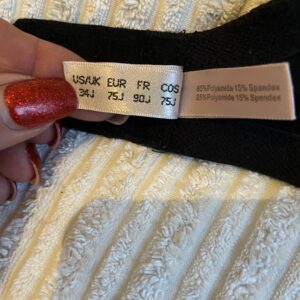 US/UK EUR FR COS
34J 75J 90J 75J
85%Polyamide 15% Spandex
85%Polyamide 15% Spandex